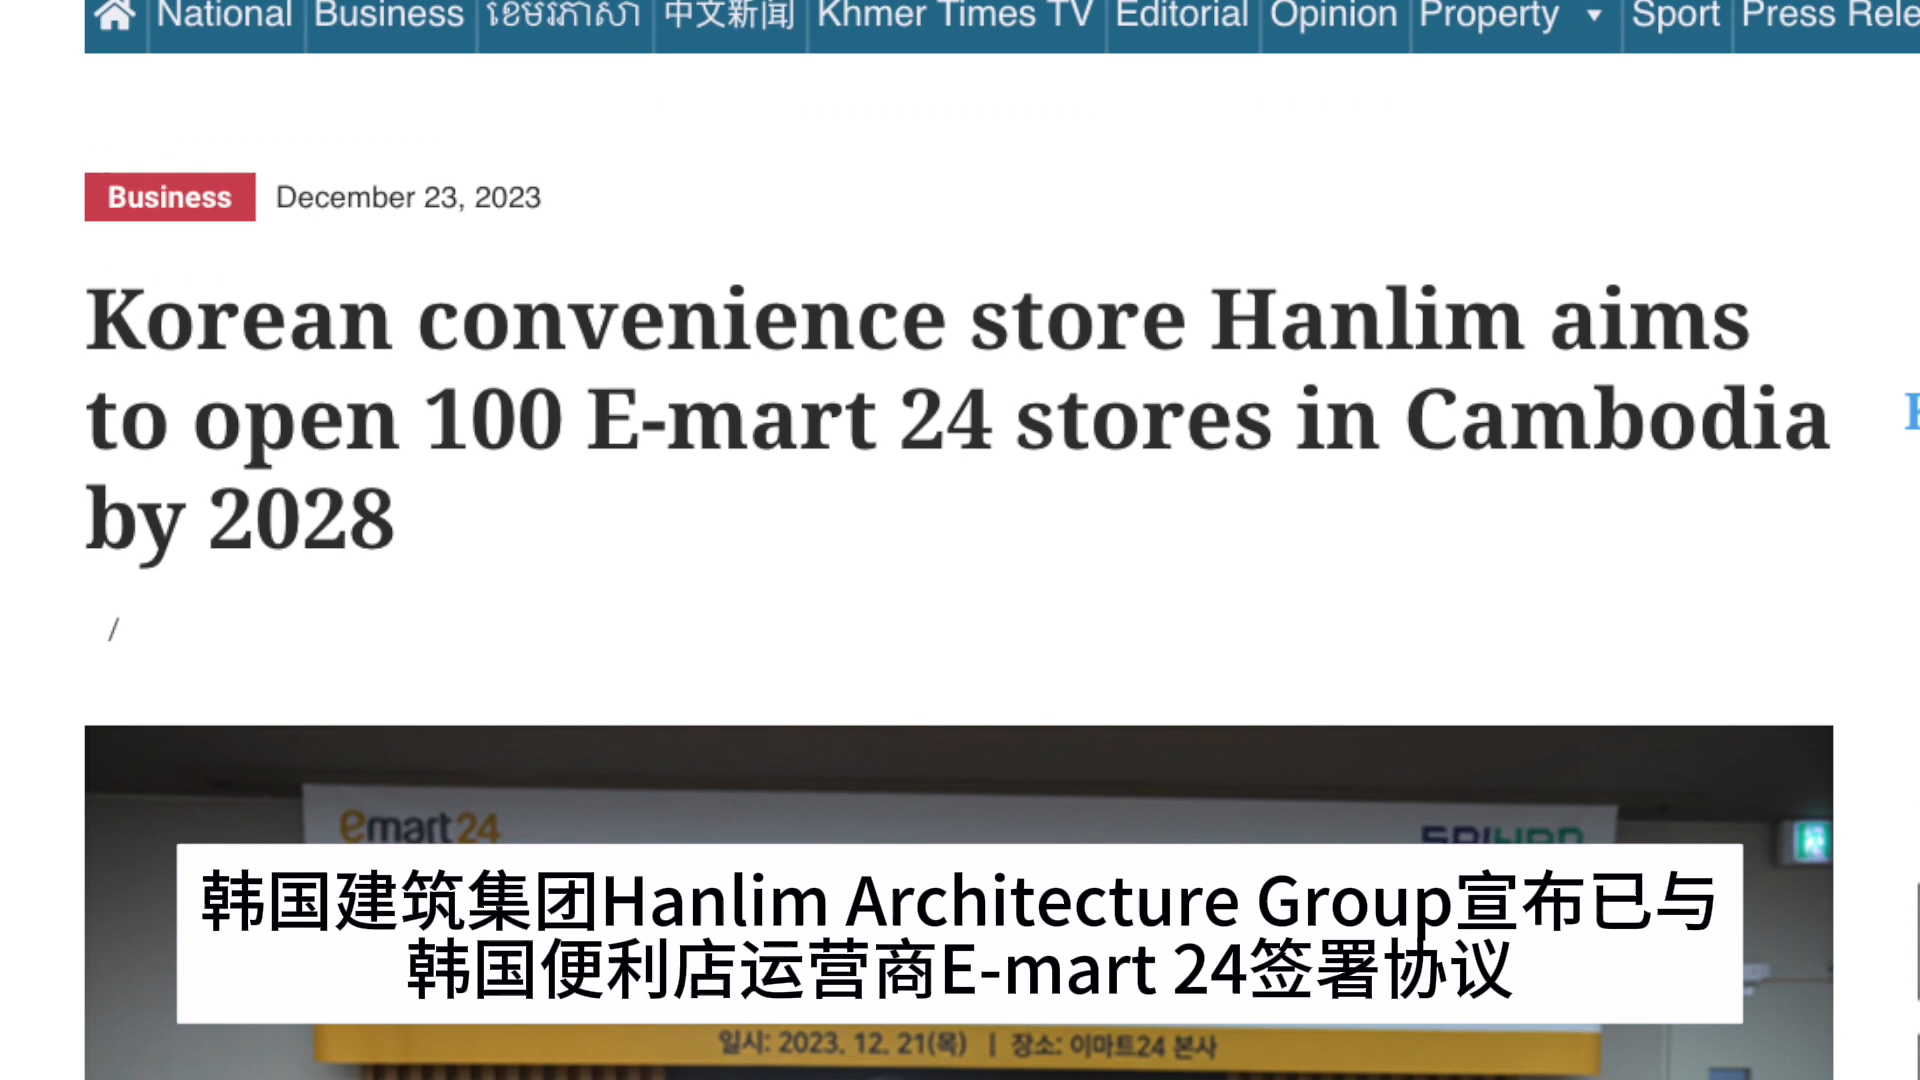 National Business ខេមរភាសា 中文新闻 Khmer Times TV Editorial Opinion Property Sport Press Rele
Business December 23, 2023
Korean convenience store Hanlim aims
to open 100 E-mart 24 stores in Cambodia
by 2028
/
emart24
韩国建筑集团Hanlim Architecture Group宣布已与
韩国便利店运营商E-mart 24签署协议
일시: 2023. 12. 21(목) | 장소: 이마트24 본사